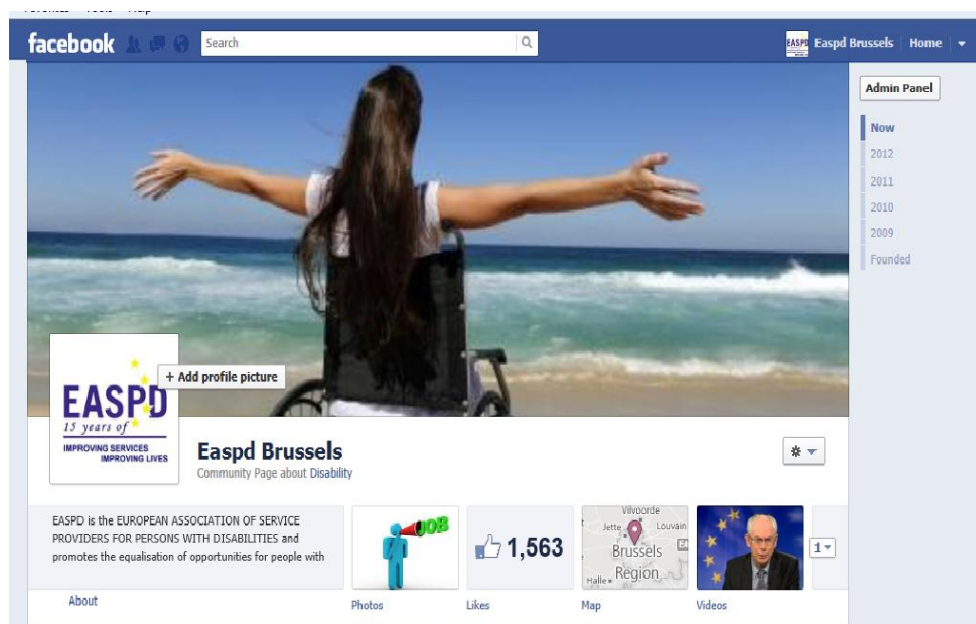 facebook
Search
EASPD
Easpd Brussels
Home
Admin Panel
Now
2012
2011
2010
2009
Founded
+ Add profile picture
EASPD
15 years of
IMPROVING SERVICES
IMPROVING LIVES
Easpd Brussels
Community Page about Disability
EASPD is the EUROPEAN ASSOCIATION OF SERVICE
PROVIDERS FOR PERSONS WITH DISABILITIES and
promotes the equalisation of opportunities for people with
About
JOB
Photos
1,563
Likes
Vilvoorde
Jette
Louvain
Brussels
Region
Halle
Map
Videos
1